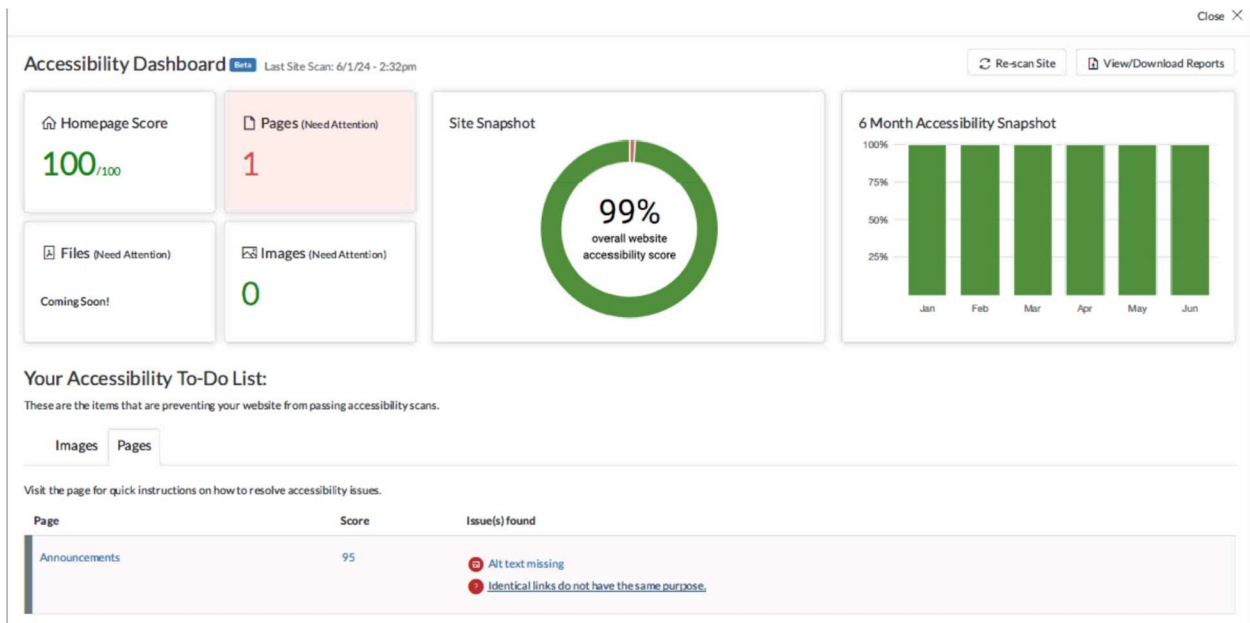 Close
Accessibility Dashboard Beta Last Site Scan: 6/1/24 - 2:32pm
Re-scan Site
View/Download Reports
Homepage Score
100/100
Pages (Need Attention)
1
Files (Need Attention)
Coming Soon!
Images (Need Attention)
0
Site Snapshot
99%
overall website
accessibility score
6 Month Accessibility Snapshot
100%
75%
50%
25%
Jan Feb Mar Apr May Jun
Your Accessibility To-Do List:
These are the items that are preventing your website from passing accessibility scans.
Images Pages
Visit the page for quick instructions on how to resolve accessibility issues.
Page Score Issue(s) found
Announcements 95 Alt text missing
Identical links do not have the same purpose.